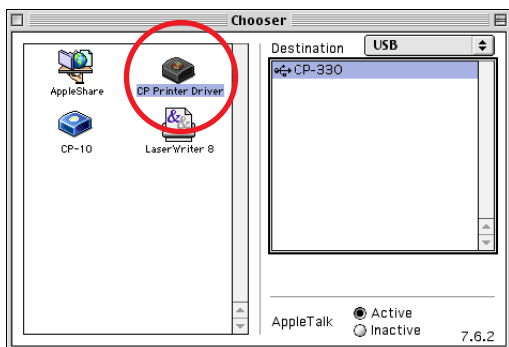 Chooser
AppleShare
CP Printer Driver
CP-10
LaserWriter 8
Destination USB
CP-330
AppleTalk
Active
Inactive
7.6.2